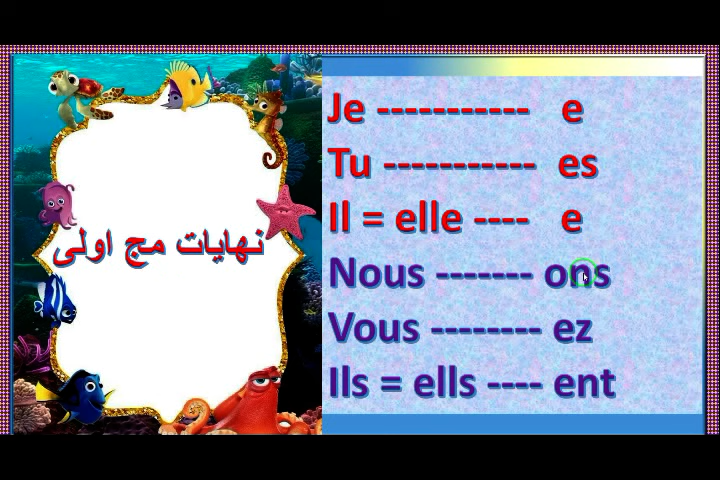 نهايات مج اولى
Je ----------- e
Tu ----------- es
Il = elle ---- e
Nous ------- ons
Vous -------- ez
Ils = ells ---- ent